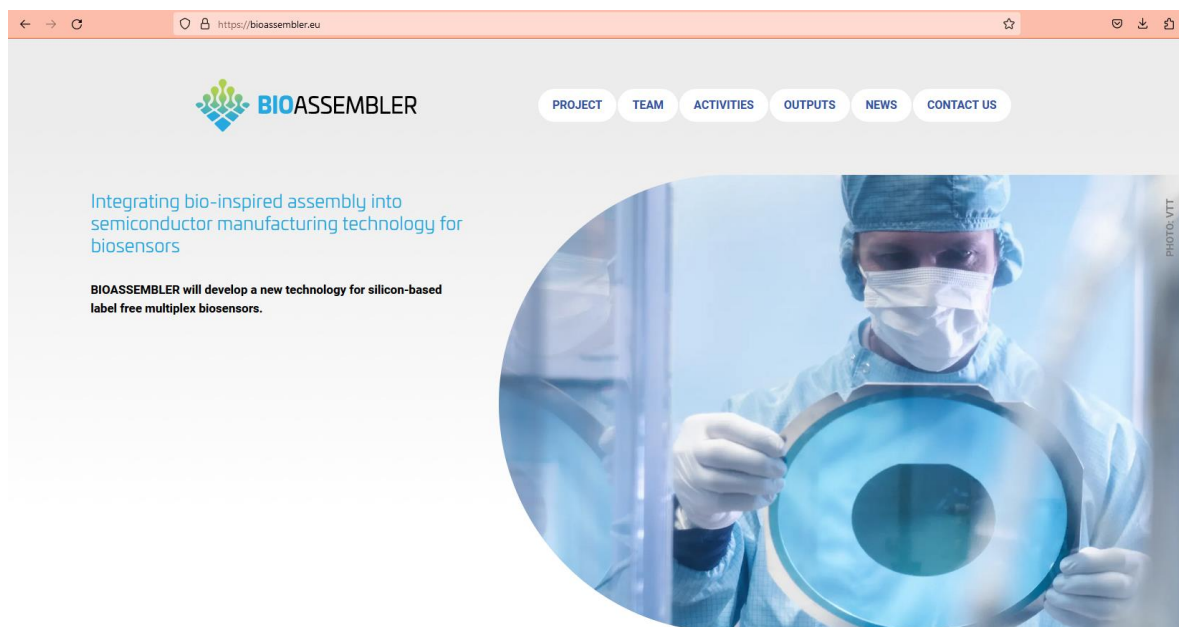 https://bioassembler.eu
BIOASSEMBLER
PROJECT TEAM ACTIVITIES OUTPUTS NEWS CONTACT US
Integrating bio-inspired assembly into
semiconductor manufacturing technology for
biosensors
BIOASSEMBLER will develop a new technology for silicon-based
label free multiplex biosensors.
PHOTO: VTT